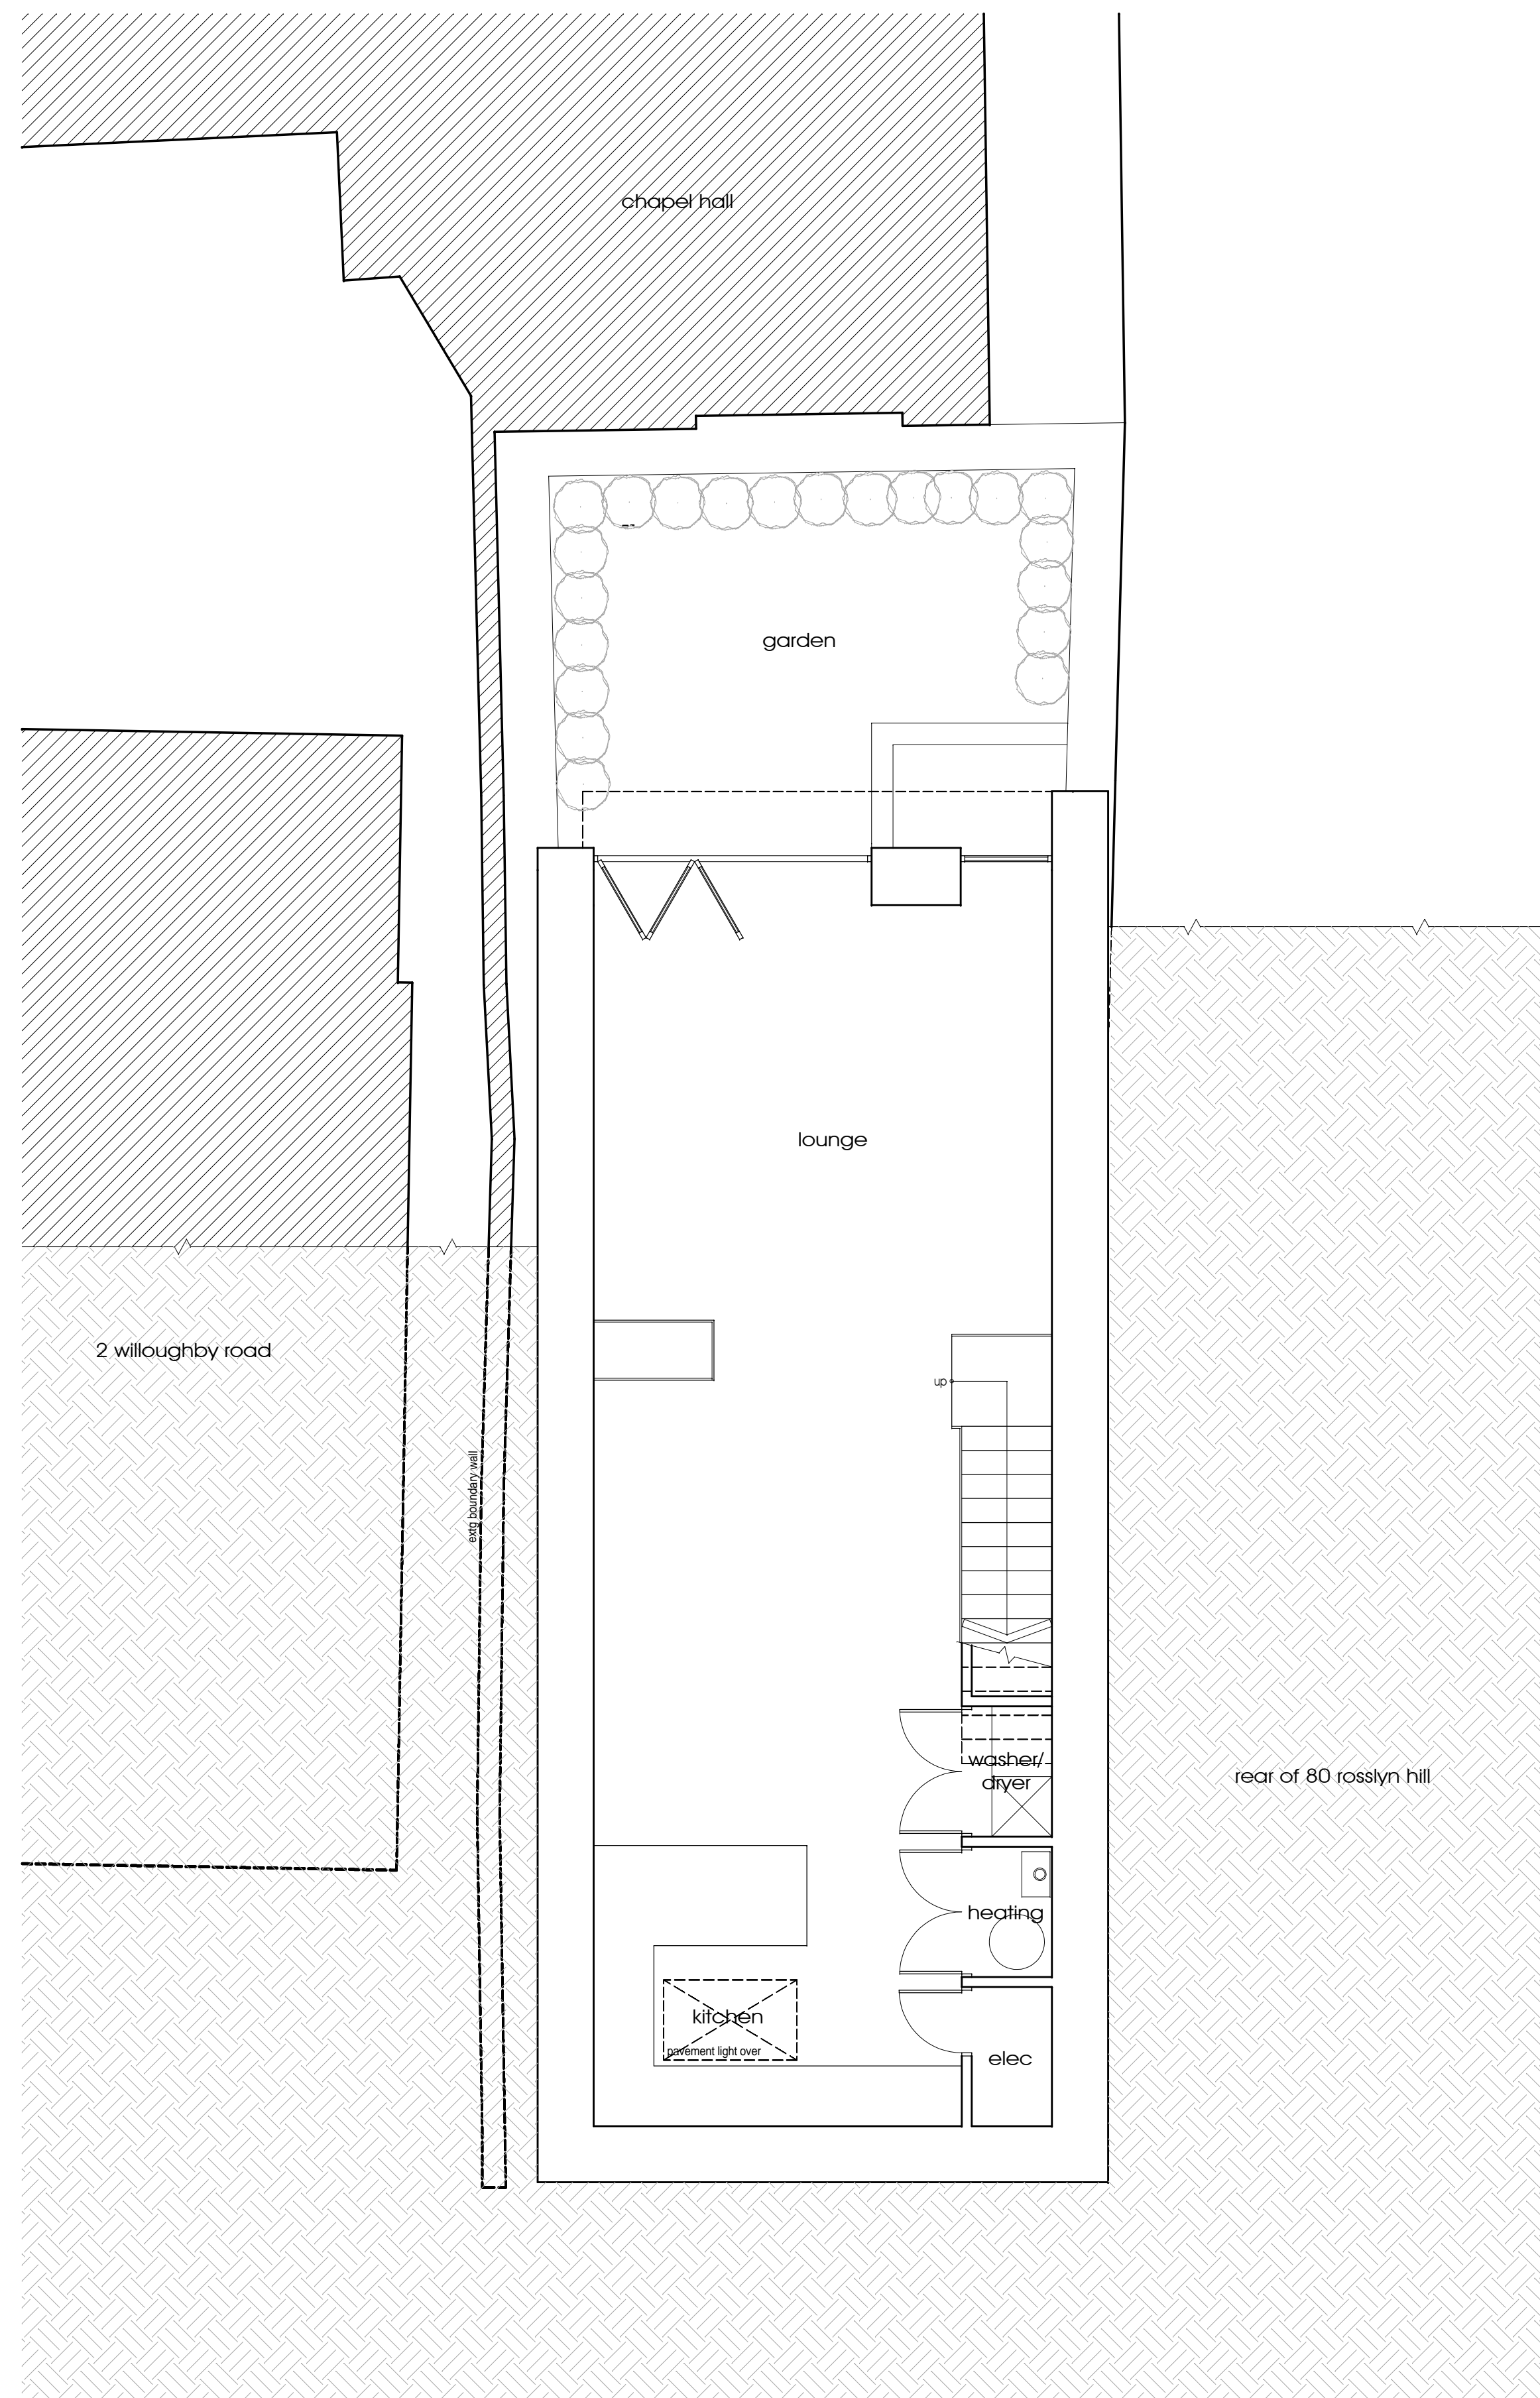 chapel hall
garden
lounge
2 willoughby road
up
extg boundary wall
washer/
dryer
rear of 80 rosslyn hill
heating
kitchen
pavement light over
elec